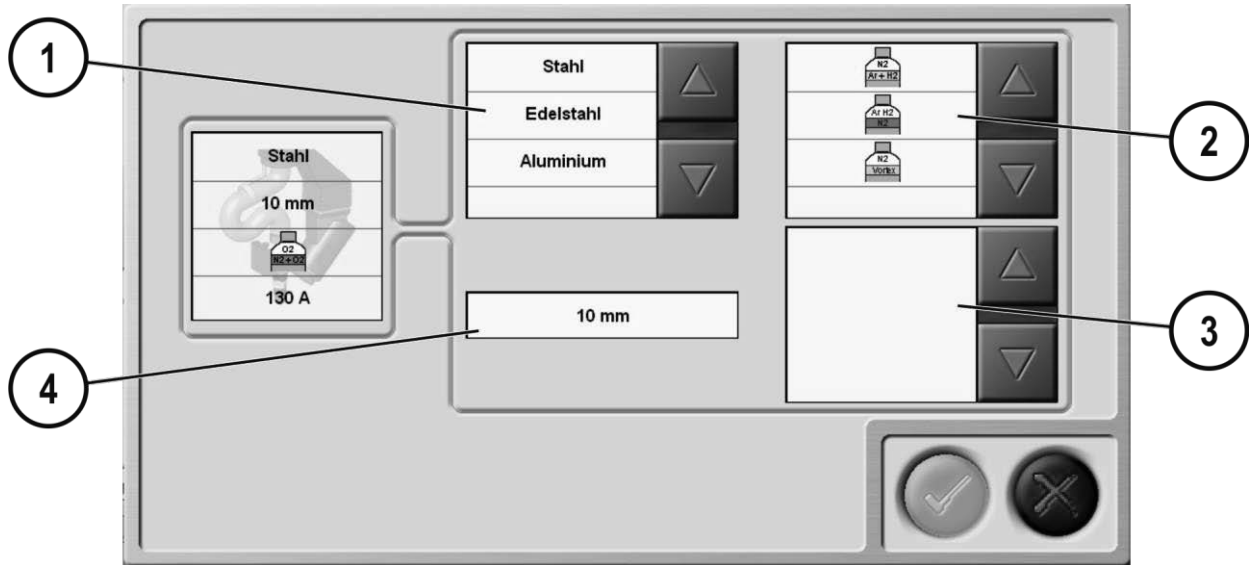 1
Stahl
Edelstahl
Aluminium
N2
Ar + H2
Ar H2
N2
N2
Vortex
2
Stahl
10 mm
O2
N2+O2
130 A
10 mm
3
4